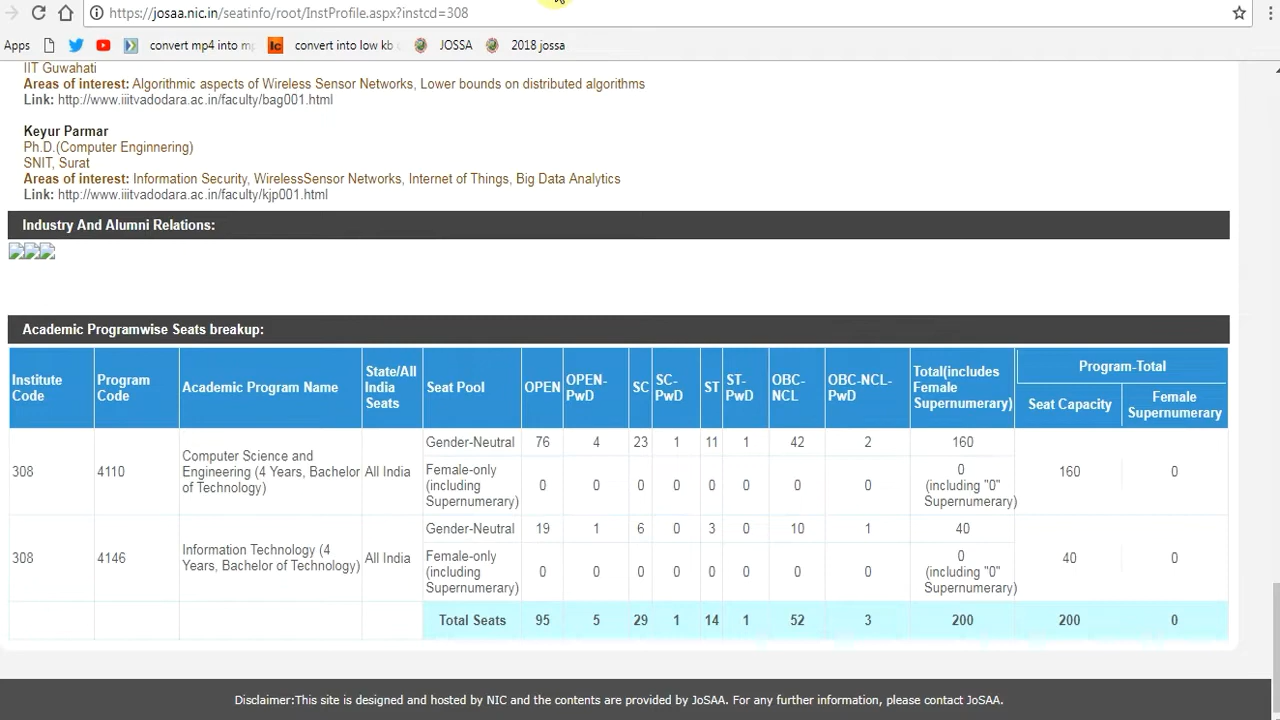 https://josaa.nic.in/seatinfo/root/InstProfile.aspx?instcd=308
Apps convert mp4 into convert into low kb JOSSA 2018 jossa
IIT Guwahati
Areas of interest: Algorithmic aspects of Wireless Sensor Networks, Lower bounds on distributed algorithms
Link: http://www.iiitvadodara.ac.in/faculty/bag001.html
Keyur Parmar
Ph.D.(Computer Enginnering)
SNIT, Surat
Areas of interest: Information Security, WirelessSensor Networks, Internet of Things, Big Data Analytics
Link: http://www.iiitvadodara.ac.in/faculty/kjp001.html
Industry And Alumni Relations:
Academic Programwise Seats breakup:
Institute Code Program Code Academic Program Name State/All India Seats Seat Pool OPEN OPEN-PwD SC SC-PwD ST ST-PwD OBC-NCL OBC-NCL-PwD Total(includes Female Supernumerary) Program-Total
Seat Capacity Female Supernumerary
308 4110 Computer Science and Engineering (4 Years, Bachelor of Technology) All India Gender-Neutral 76 4 23 1 11 1 42 2 160 160 0
Female-only (including Supernumerary) 0 0 0 0 0 0 0 0 0 (including "0" Supernumerary)
308 4146 Information Technology (4 Years, Bachelor of Technology) All India Gender-Neutral 19 1 6 0 3 0 10 1 40 40 0
Female-only (including Supernumerary) 0 0 0 0 0 0 0 0 0 (including "0" Supernumerary)
Total Seats 95 5 29 1 14 1 52 3 200 200 0
Disclaimer:This site is designed and hosted by NIC and the contents are provided by JoSAA. For any further information, please contact JoSAA.